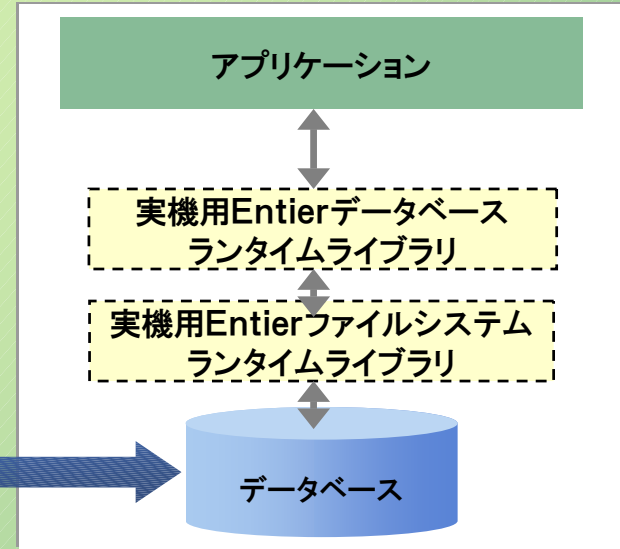 アプリケーション
実機用Entierデータベース
ランタイムライブラリ
実機用Entierファイルシステム
ランタイムライブラリ
データベース